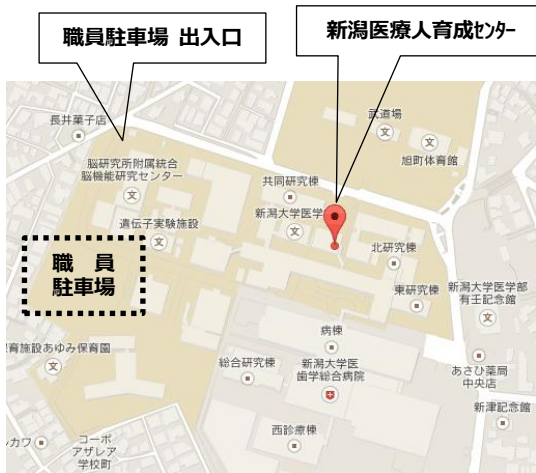 職員駐車場 出入口
新潟医療人育成ｾﾝﾀｰ
長井菓子店
武道場
旭町体育館
脳研究所附属統合
脳機能研究センター
共同研究棟
遺伝子実験施設
新潟大学医学
北研究棟
職 員
駐車場
東研究棟
新潟大学医学部
有壬記念館
病棟
育施設あゆみ保育園
総合研究棟
新潟大学医
歯学総合病院
あさひ薬局
中央店
新津記念館
西診療棟
ルカワ
コーポ
アザレア
学校町